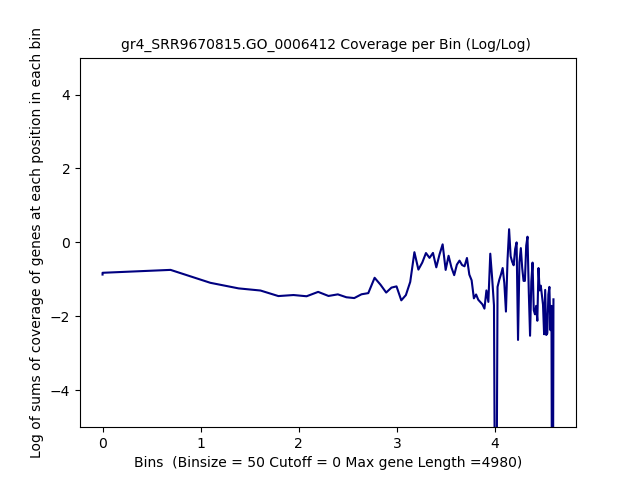 gr4_SRR9670815.GO_0006412 Coverage per Bin (Log/Log)
Log of sums of coverage of genes at each position in each bin
4
2
0
−2
−4
0 1 2 3 4
Bins  (Binsize = 50 Cutoff = 0 Max gene Length =4980)